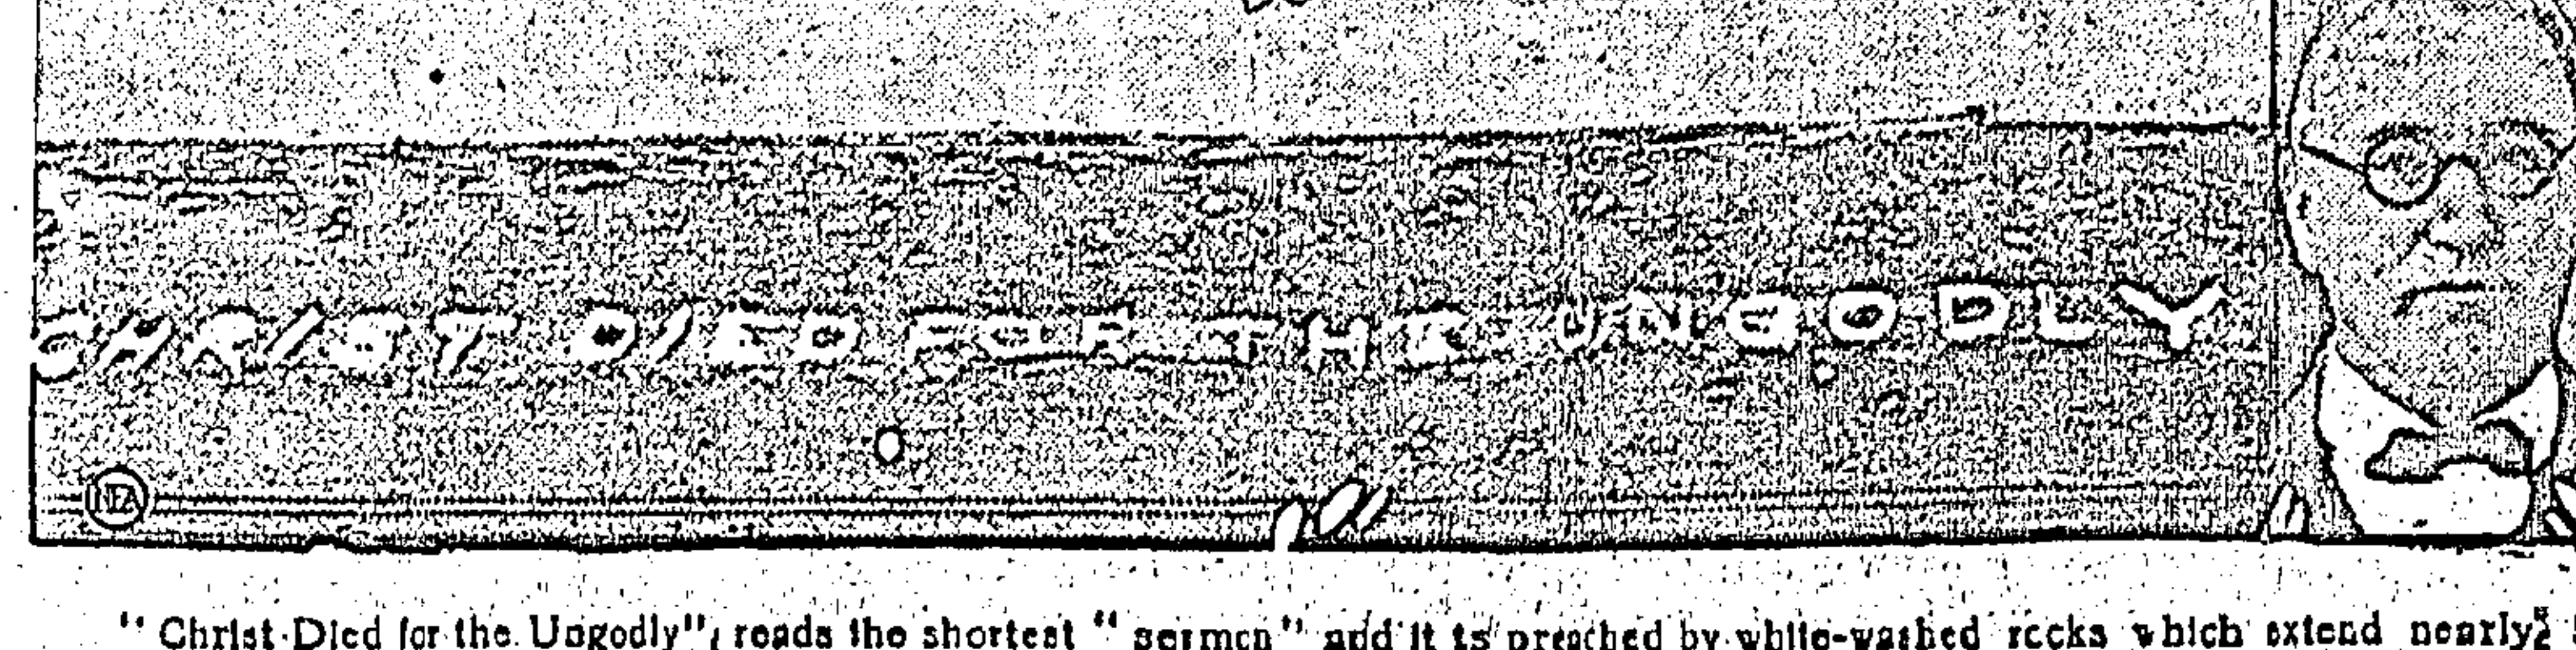 CHRIST DIED FOR THE UNGODLY
NEA
"Christ Died for the Ungodly", reads the shortest "sermon" and it is preached by white-washed rocks which extend nearly